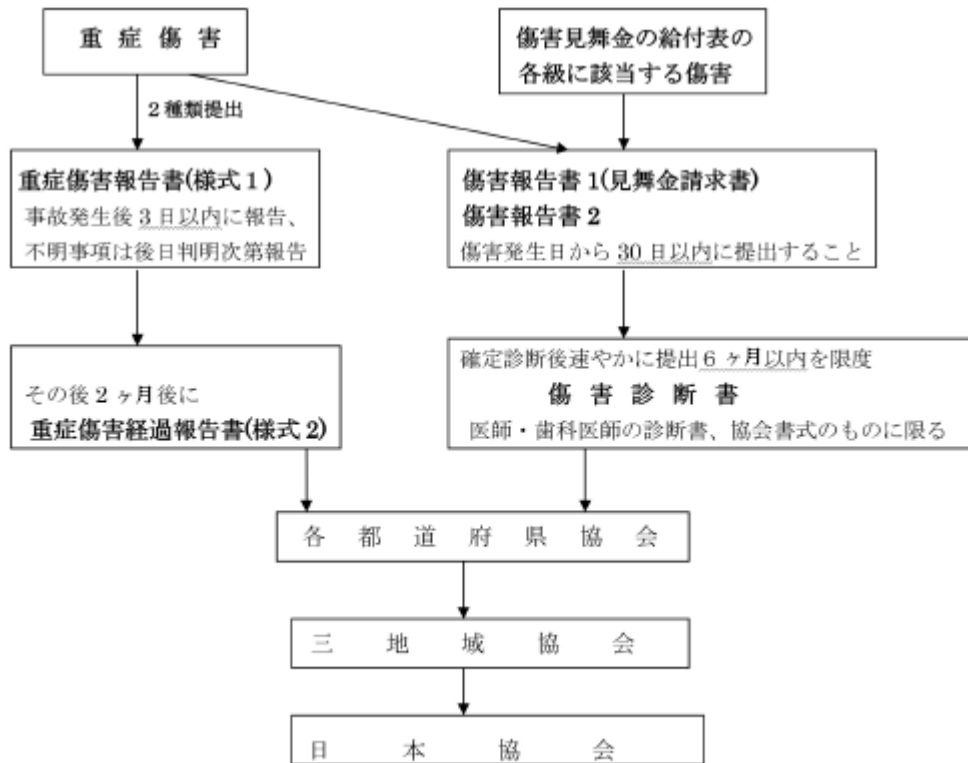 重 症 傷 害
傷害見舞金の給付表の
各級に該当する傷害
2種類提出
重症傷害報告書(様式1)
事故発生後 3日以内に報告、
不明事項は後日判明次第報告
傷害報告書1(見舞金請求書)
傷害報告書2
傷害発生日から 30日以内に提出すること
その後2ヶ月後に
重症傷害経過報告書(様式2)
確定診断後速やかに提出6ヶ月以内を限度
傷 害 診 断 書
医師・歯科医師の診断書、協会書式のものに限る
各 都 道 府 県 協 会
三 地 域 協 会
日 本 協 会